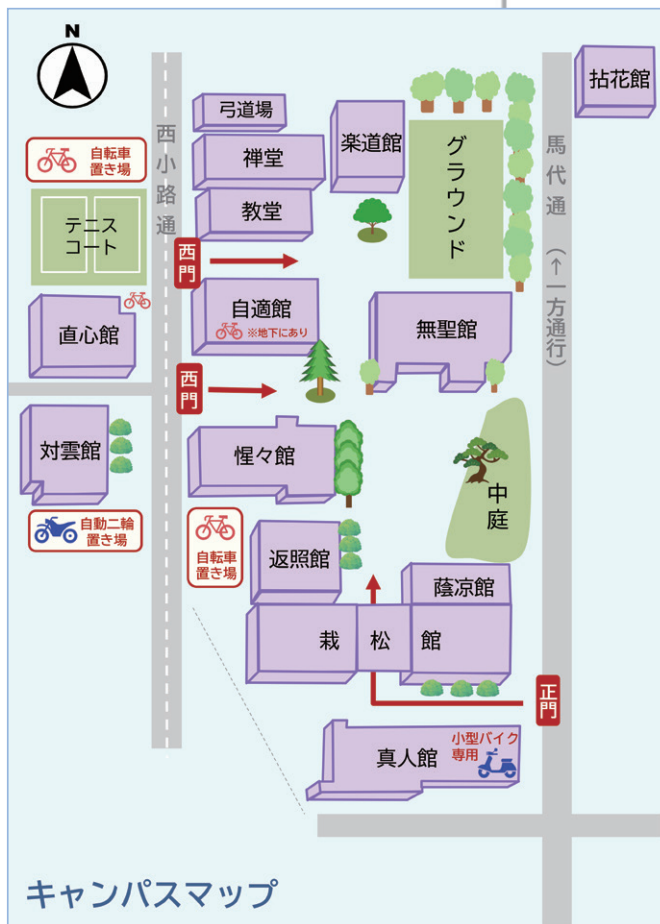 N
拈花館
弓道場
楽道館
グラウンド
西小路通
馬代通 (↑一方通行)
自転車
置き場
禅堂
テニス
コート
教堂
西門
自適館
※地下にあり
無聖館
直心館
西門
対雲館
惺々館
中庭
自動二輪
置き場
自転車
置き場
返照館
蔭凉館
栽松館
正門
真人館
小型バイク
専用
キャンパスマップ